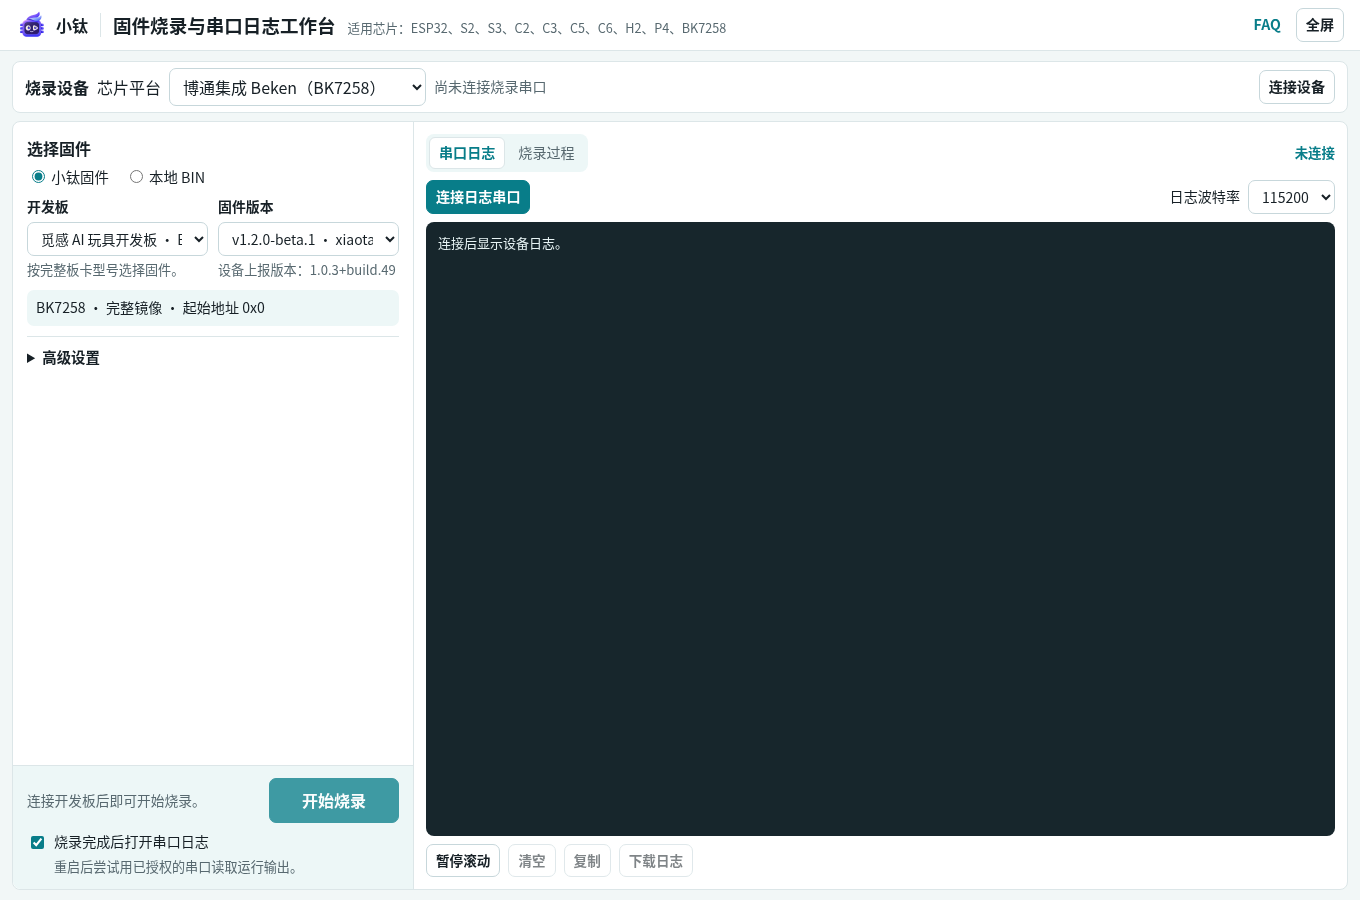 小钛
固件烧录与串口日志工作台
适用芯片：ESP32、S2、S3、C2、C3、C5、C6、H2、P4、BK7258
FAQ
全屏
烧录设备
芯片平台
博通集成 Beken（BK7258）
尚未连接烧录串口
连接设备
选择固件
小钛固件
本地 BIN
开发板
固件版本
觅感 AI 玩具开发板 · E
v1.2.0-beta.1 · xiaota
按完整板卡型号选择固件。
设备上报版本：1.0.3+build.49
BK7258 · 完整镜像 · 起始地址 0x0
高级设置
连接开发板后即可开始烧录。
开始烧录
烧录完成后打开串口日志
重启后尝试用已授权的串口读取运行输出。
串口日志
烧录过程
未连接
连接日志串口
日志波特率
115200
连接后显示设备日志。
暂停滚动
清空
复制
下载日志